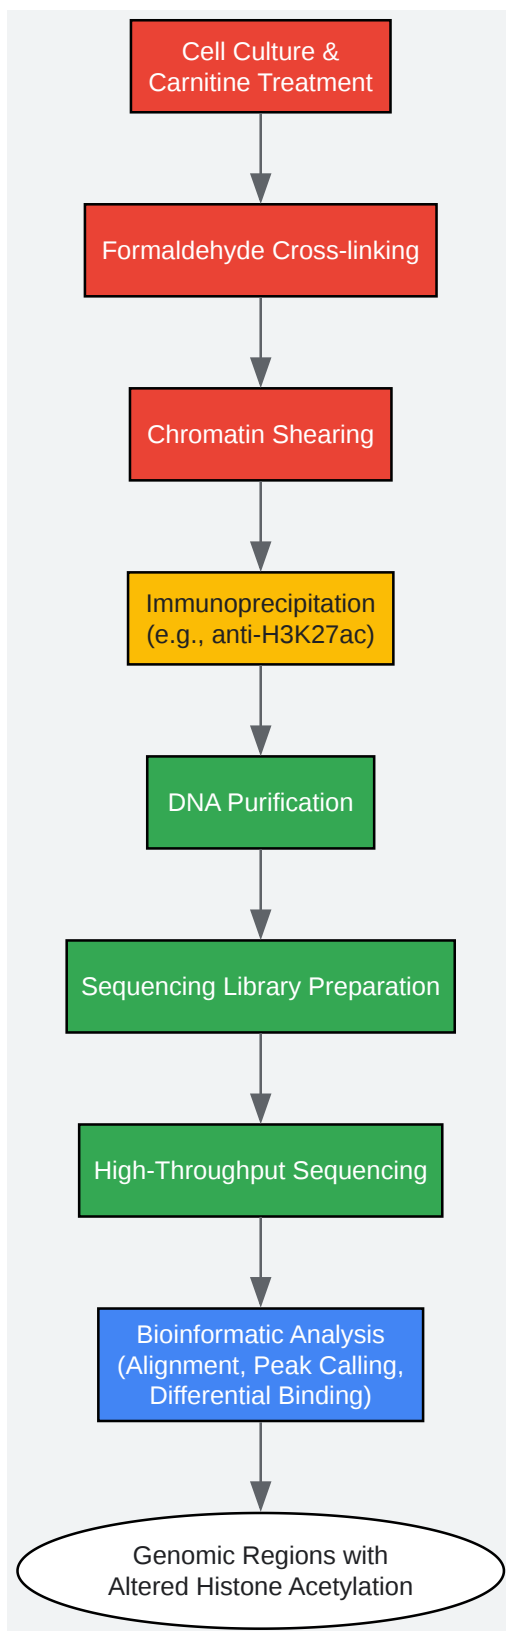 Cell Culture &
Carnitine Treatment
Formaldehyde Cross-linking
Chromatin Shearing
Immunoprecipitation
(e.g., anti-H3K27ac)
DNA Purification
Sequencing Library Preparation
High-Throughput Sequencing
Bioinformatic Analysis
(Alignment, Peak Calling,
Differential Binding)
Genomic Regions with
Altered Histone Acetylation